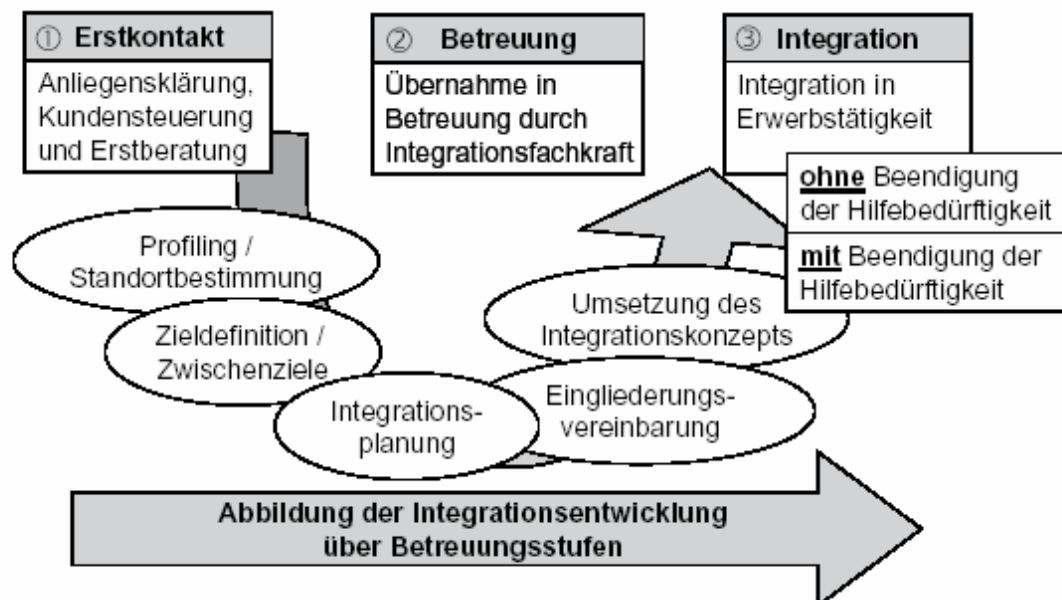 ① Erstkontakt
Anliegensklärung,
Kundensteuerung
und Erstberatung
② Betreuung
Übernahme in
Betreuung durch
Integrationsfachkraft
③ Integration
Integration in
Erwerbstätigkeit
ohne Beendigung
der Hilfebedürftigkeit
mit Beendigung der
Hilfebedürftigkeit
Profiling /
Standortbestimmung
Zieldefinition /
Zwischenziele
Integrations-
planung
Eingliederungs-
vereinbarung
Umsetzung des
Integrationskonzepts
Abbildung der Integrationsentwicklung
über Betreuungsstufen